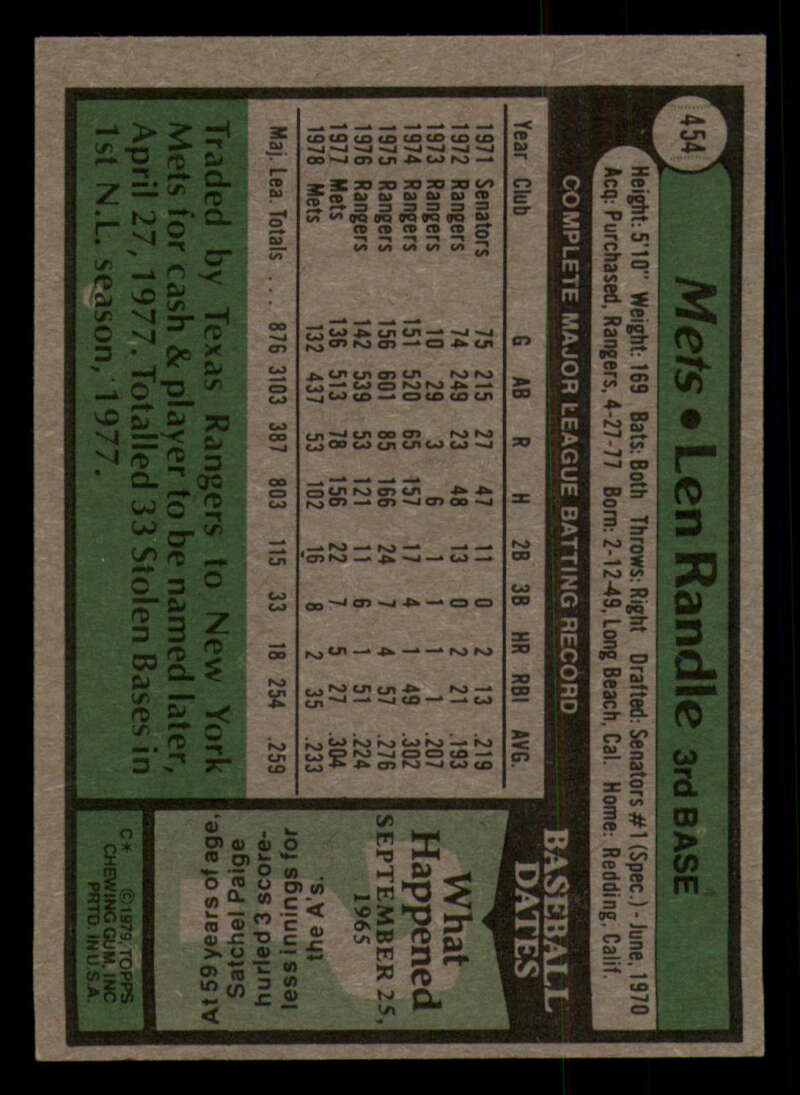 454
Mets • Len Randle 3rd BASE
Height: 5'10" Weight: 169 Bats: Both Throws: Right Drafted: Senators #1 (Spec.) - June, 1970
Acq: Purchased, Rangers, 4-27-77 Born: 2-12-49, Long Beach, Cal. Home: Redding, Calif.
COMPLETE MAJOR LEAGUE BATTING RECORD
Year Club G AB R H 2B 3B HR RBI AVG.
1971 Senators 75 215 27 47 11 0 2 13 .219
1972 Rangers 74 249 23 48 13 0 2 21 .193
1973 Rangers 10 29 3 6 1 1 1 1 .207
1974 Rangers 151 520 65 157 17 4 1 49 .302
1975 Rangers 156 601 85 166 24 7 4 57 .276
1976 Rangers 142 539 53 121 11 6 1 51 .224
1977 Mets 136 513 78 156 22 7 5 27 .304
1978 Mets 132 437 53 102 16 8 2 35 .233
Maj. Lea. Totals ... 876 3103 387 803 115 33 18 254 .259
Traded by Texas Rangers to New York
Mets for cash & player to be named later,
April 27, 1977. Totalled 33 Stolen Bases in
1st N.L. season, 1977.
BASEBALL
DATES
What
Happened
SEPTEMBER 25,
1965
At 59 years of age,
Satchel Paige
hurled 3 score-
less innings for
the A's.
C* © 1979, TOPPS
CHEWING GUM, INC
PRTD. IN U.S.A.